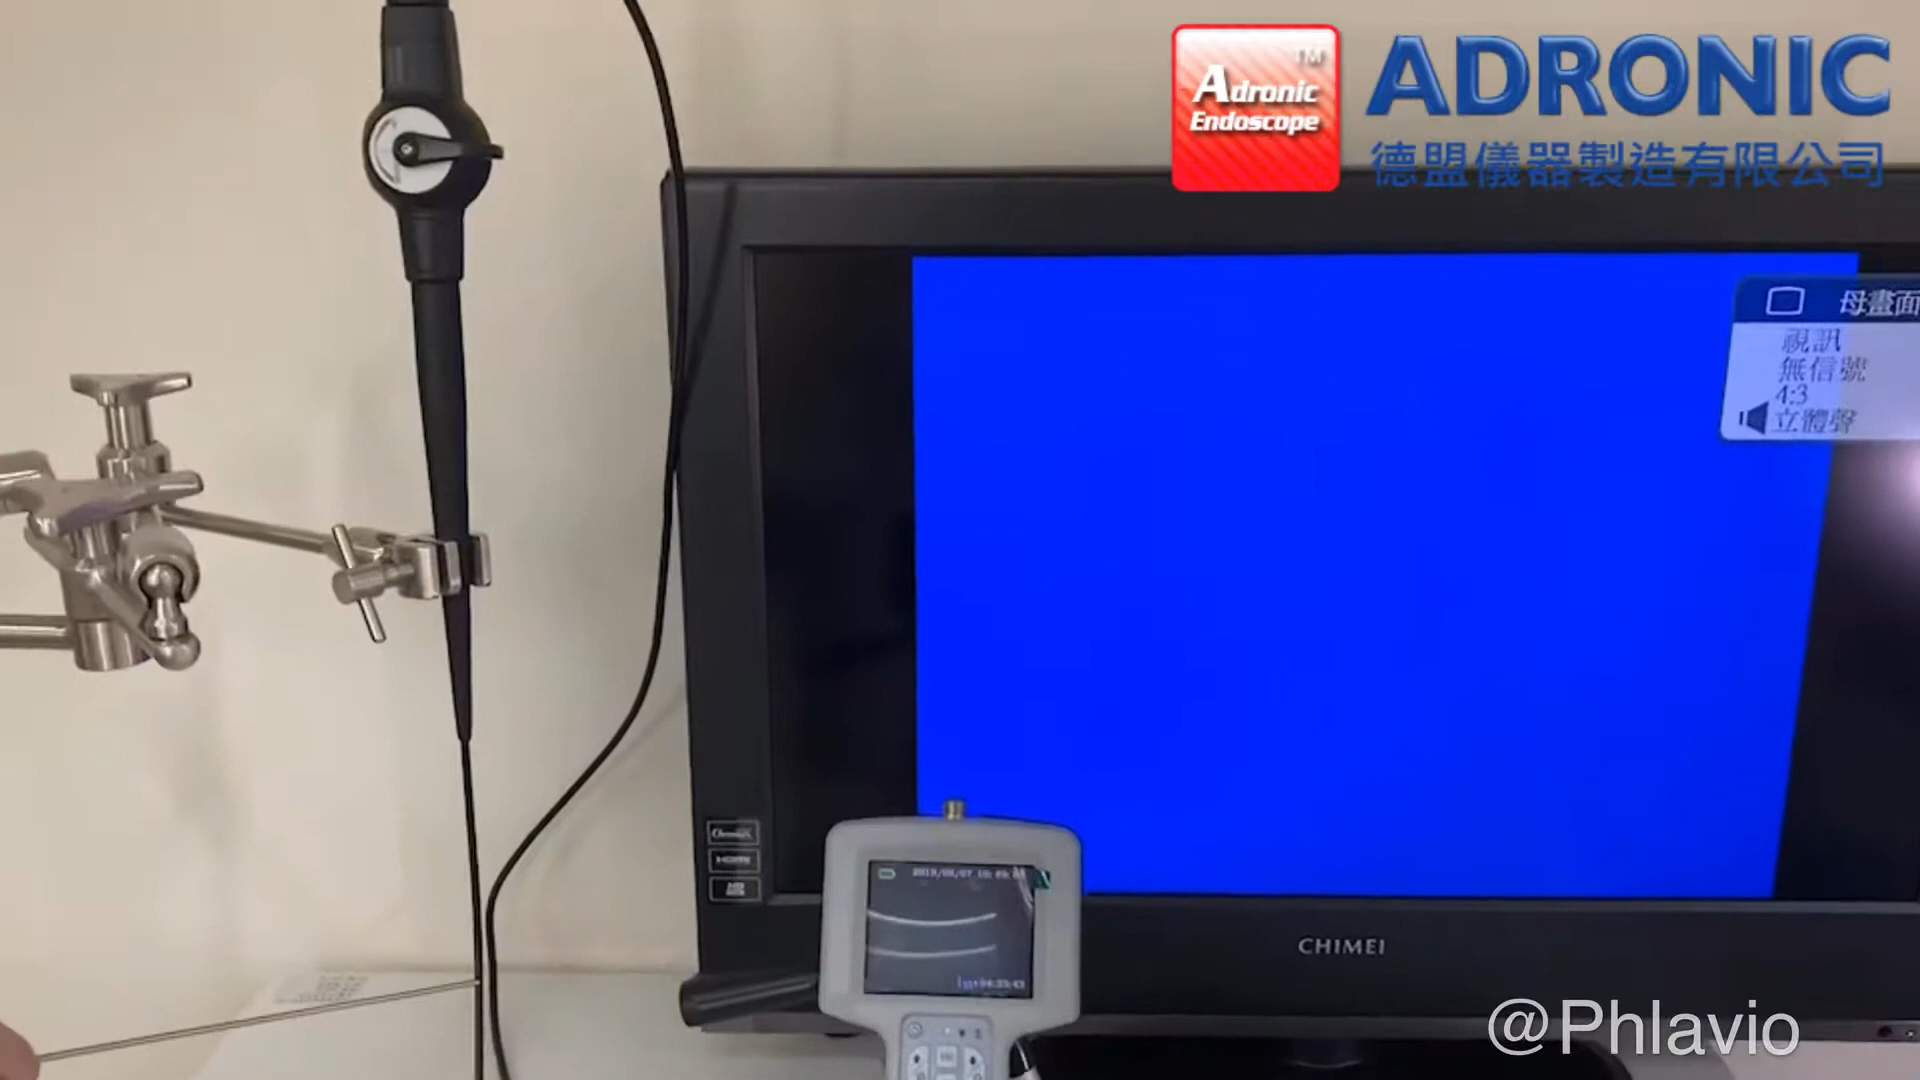 TM
Adronic
Endoscope
ADRONIC
德盟儀器製造有限公司
母畫面
視訊
無信號
4:3
立體聲
HDMI
CHIMEI
@Phlavio